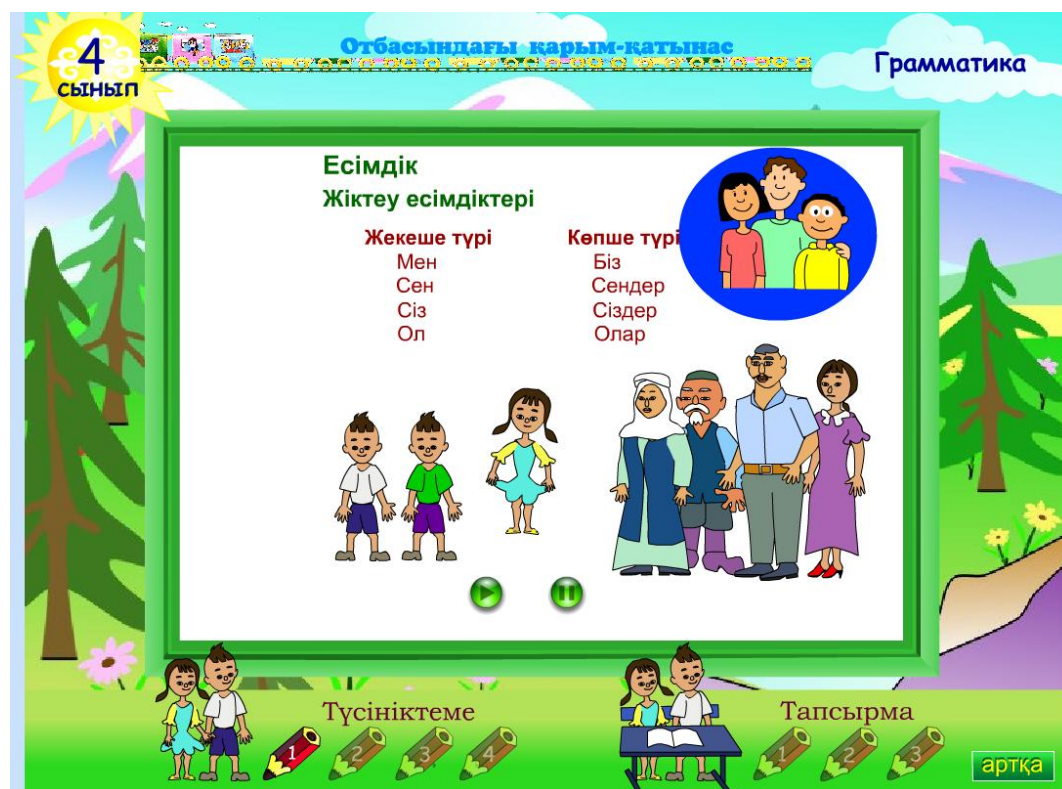 4
сынып
Отбасындағы қарым-қатынас
Грамматика
Есімдік
Жіктеу есімдіктері
Жекеше түрі Көпше түрі
Мен Біз
Сен Сендер
Сіз Сіздер
Ол Олар
Түсініктеме
1 2 3 4
Тапсырма
1 2 3
артқа